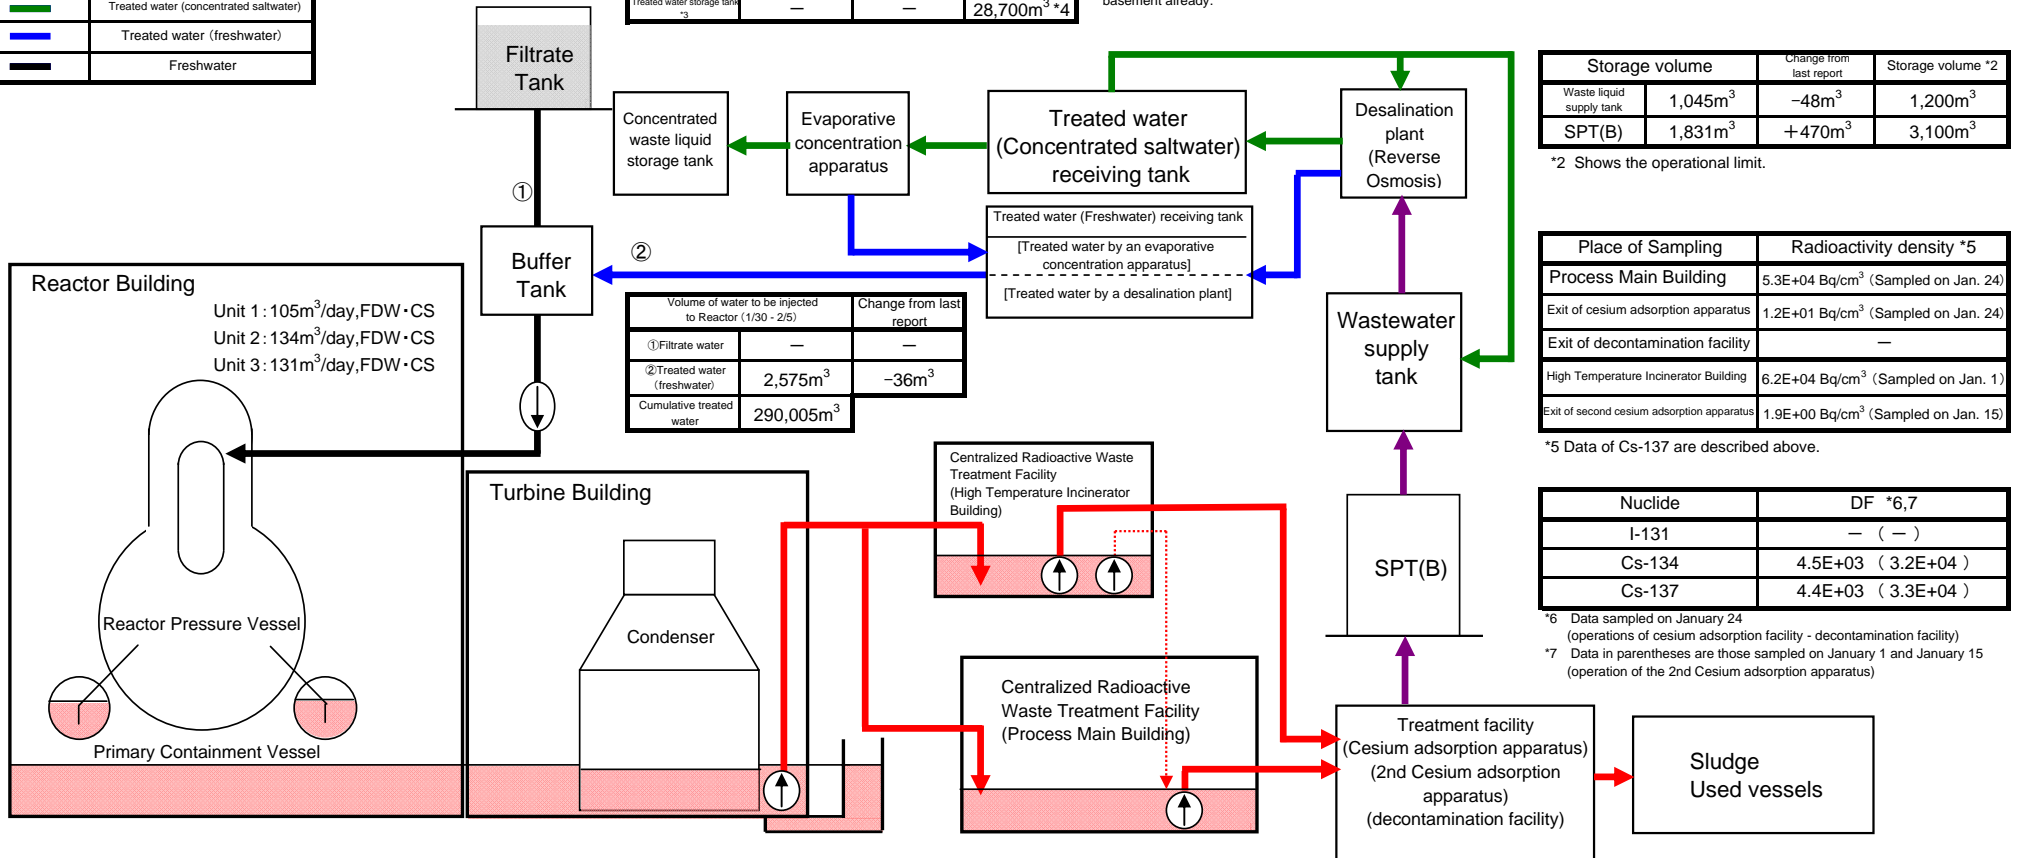 Treated water (concentrated saltwater)
Treated water (freshwater)
Freshwater
Treated water storage tank
*3
—
—
28,700m3 *4
basement already.
Filtrate
Tank
①
Buffer
Tank
②
Concentrated
waste liquid
storage tank
Evaporative
concentration
apparatus
Treated water
(Concentrated saltwater)
receiving tank
Desalination
plant
(Reverse
Osmosis)
Treated water (Freshwater) receiving tank
[Treated water by an evaporative
concentration apparatus]
[Treated water by a desalination plant]
Storage volume
Change from
last report
Storage volume *2
Waste liquid
supply tank
1,045m3
−48m3
1,200m3
SPT(B)
1,831m3
+470m3
3,100m3
*2 Shows the operational limit.
Reactor Building
Unit 1:105m3/day,FDW・CS
Unit 2:134m3/day,FDW・CS
Unit 3:131m3/day,FDW・CS
Reactor Pressure Vessel
Primary Containment Vessel
Volume of water to be injected
to Reactor (1/30 - 2/5)
Change from last
report
①Filtrate water
—
—
②Treated water
(freshwater)
2,575m3
−36m3
Cumulative treated
water
290,005m3
Wastewater
supply
tank
Place of Sampling
Radioactivity density *5
Process Main Building
5.3E+04 Bq/cm3 (Sampled on Jan. 24)
Exit of cesium adsorption apparatus
1.2E+01 Bq/cm3 (Sampled on Jan. 24)
Exit of decontamination facility
—
High Temperature Incinerator Building
6.2E+04 Bq/cm3 (Sampled on Jan. 1)
Exit of second cesium adsorption apparatus
1.9E+00 Bq/cm3 (Sampled on Jan. 15)
*5 Data of Cs-137 are described above.
Turbine Building
Condenser
Centralized Radioactive Waste
Treatment Facility
(High Temperature Incinerator
Building)
Centralized Radioactive
Waste Treatment Facility
(Process Main Building)
SPT(B)
Nuclide
DF *6,7
I-131
— ( — )
Cs-134
4.5E+03 ( 3.2E+04 )
Cs-137
4.4E+03 ( 3.3E+04 )
*6 Data sampled on January 24
(operations of cesium adsorption facility - decontamination facility)
*7 Data in parentheses are those sampled on January 1 and January 15
(operation of the 2nd Cesium adsorption apparatus)
Treatment facility
(Cesium adsorption apparatus)
(2nd Cesium adsorption
apparatus)
(decontamination facility)
Sludge
Used vessels